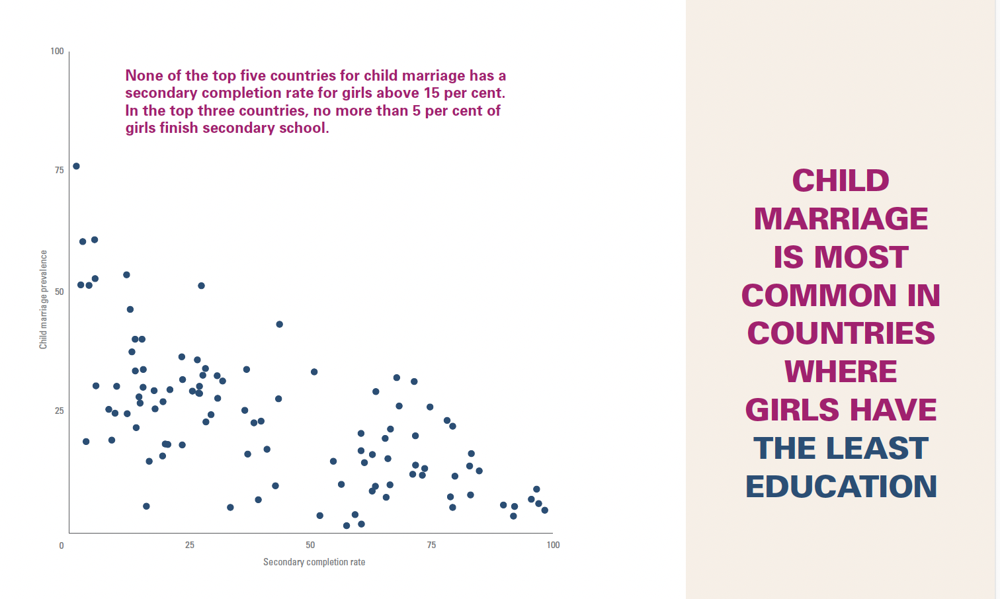 None of the top five countries for child marriage has a
secondary completion rate for girls above 15 per cent.
In the top three countries, no more than 5 per cent of
girls finish secondary school.
100
75
50
25
0
25
50
75
100
Child marriage prevalence
Secondary completion rate
CHILD
MARRIAGE
IS MOST
COMMON IN
COUNTRIES
WHERE
GIRLS HAVE
THE LEAST
EDUCATION